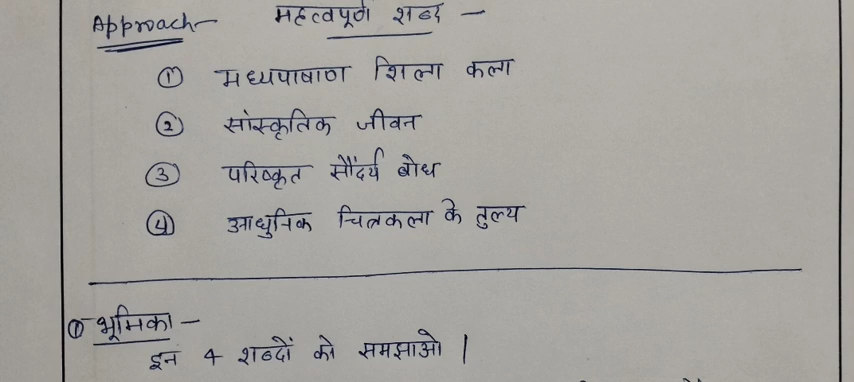 Approach- महत्वपूर्ण शब्द -
① मध्यपाषाण शिला कला
② सांस्कृतिक जीवन
③ परिष्कृत सौंदर्य बोध
④ आधुनिक चित्रकला के तुल्य
① भूमिका -
इन 4 शब्दों को समझाओ |